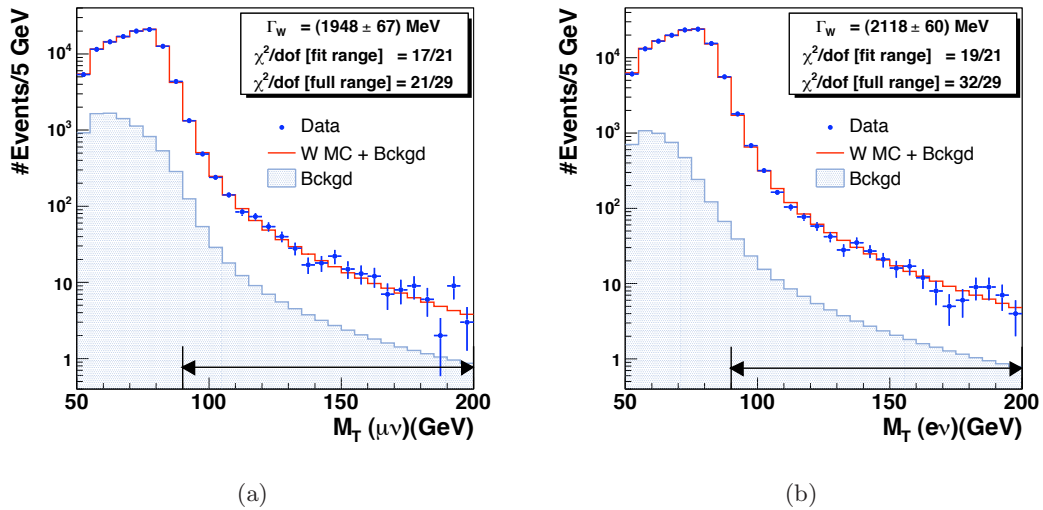 #Events/5 GeV
10⁴
10³
10²
10
1
Γ_W = (1948 ± 67) MeV
χ²/dof [fit range] = 17/21
χ²/dof [full range] = 21/29
Data
W MC + Bckgd
Bckgd
50 100 150 200
M_T (μν)(GeV)
(a)
#Events/5 GeV
10⁴
10³
10²
10
1
Γ_W = (2118 ± 60) MeV
χ²/dof [fit range] = 19/21
χ²/dof [full range] = 32/29
Data
W MC + Bckgd
Bckgd
50 100 150 200
M_T (eν)(GeV)
(b)